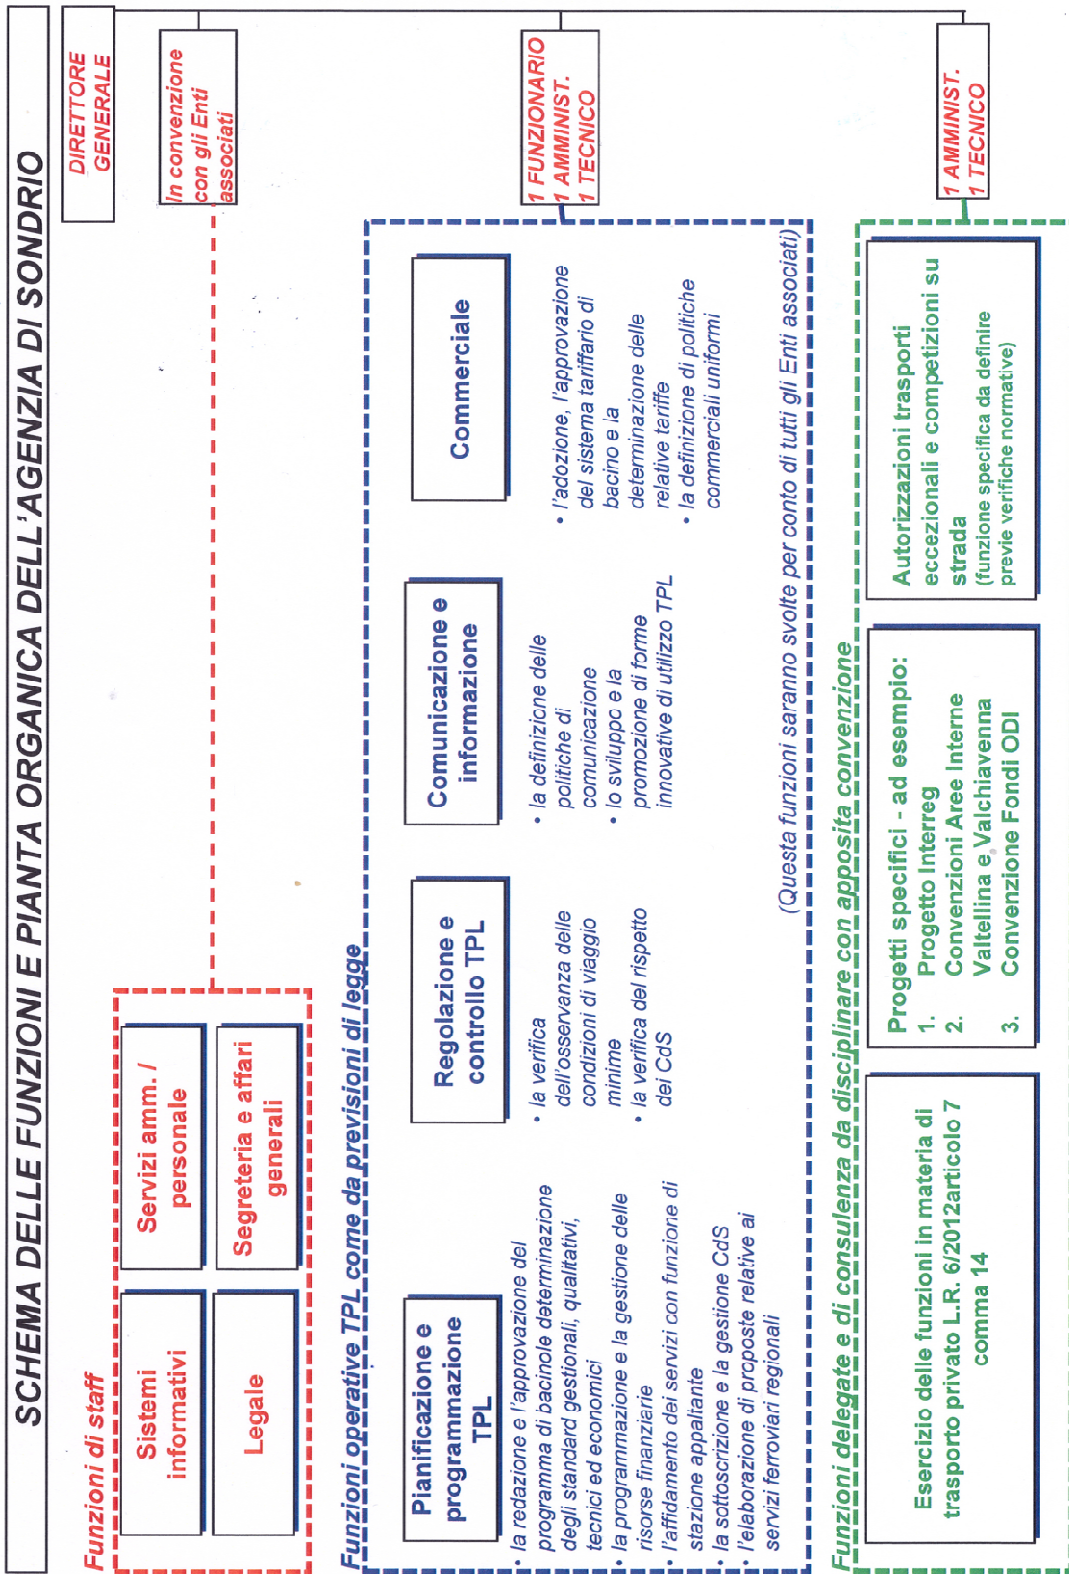 SCHEMA DELLE FUNZIONI E PIANTA ORGANICA DELL'AGENZIA DI SONDRIO
DIRETTORE
GENERALE
Funzioni di staff
Sistemi
informativi
Servizi amm. /
personale
Legale
Segreteria e affari
generali
In convenzione
con gli Enti
associati
Funzioni operative TPL come da previsioni di legge
1 FUNZIONARIO
1 AMMINIST.
1 TECNICO
Pianificazione e
programmazione
TPL
• la redazione e l'approvazione del
programma di bacinole determinazione
degli standard gestionali, qualitativi,
tecnici ed economici
• la programmazione e la gestione delle
risorse finanziarie
• l'affidamento dei servizi con funzione di
stazione appaltante
• la sottoscrizione e la gestione CdS
• l'elaborazione di proposte relative ai
servizi ferroviari regionali
Regolazione e
controllo TPL
• la verifica
dell'osservanza delle
condizioni di viaggio
minime
• la verifica del rispetto
dei CdS
Comunicazione e
informazione
• la definizione delle
politiche di
comunicazione
• lo sviluppo e la
promozione di forme
innovative di utilizzo TPL
Commerciale
• l'adozione, l'approvazione
del sistema tariffario di
bacino e la
determinazione delle
relative tariffe
• la definizione di politiche
commerciali uniformi
(Questa funzioni saranno svolte per conto di tutti gli Enti associati)
Funzioni delegate e di consulenza da disciplinare con apposita convenzione
1 AMMINIST.
1 TECNICO
Esercizio delle funzioni in materia di
trasporto privato L.R. 6/2012articolo 7
comma 14
Progetti specifici - ad esempio:
1. Progetto Interreg
2. Convenzioni Aree Interne
Valtellina e Valchiavenna
3. Convenzione Fondi ODI
Autorizzazioni trasporti
eccezionali e competizioni su
strada
(funzione specifica da definire
previe verifiche normative)